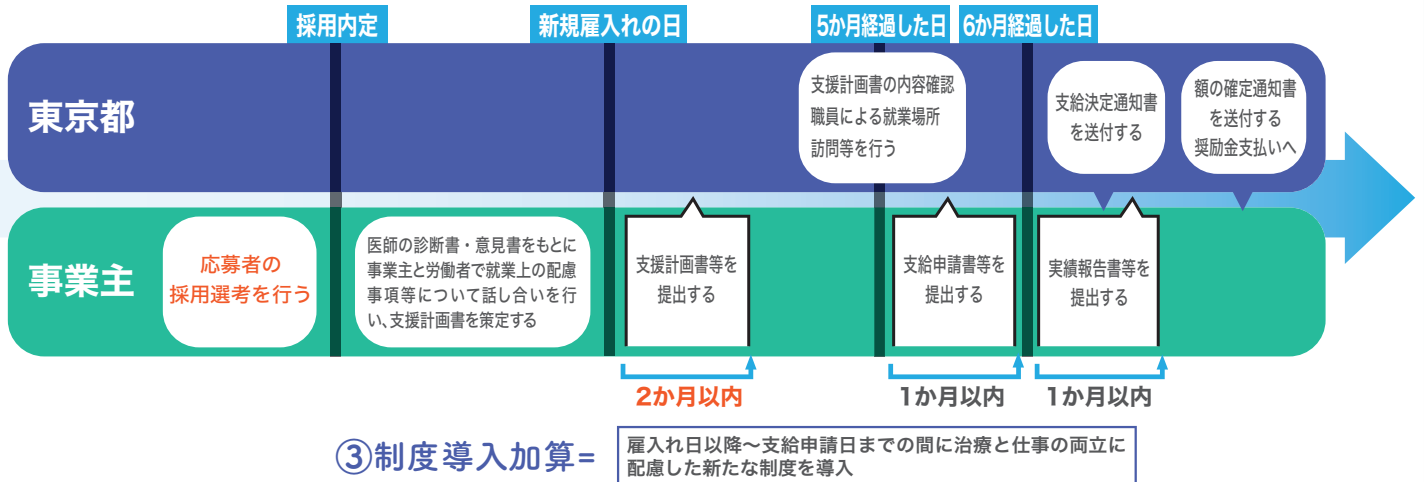 採用内定
新規雇入れの日
5か月経過した日
6か月経過した日
東京都
支援計画書の内容確認
職員による就業場所
訪問等を行う
支給決定通知書
を送付する
額の確定通知書
を送付する
奨励金支払いへ
事業主
応募者の
採用選考を行う
医師の診断書・意見書をもとに
事業主と労働者で就業上の配慮
事項等について話し合いを行
い、支援計画書を策定する
支援計画書等を
提出する
支給申請書等を
提出する
実績報告書等を
提出する
2か月以内
1か月以内
1か月以内
③制度導入加算=
雇入れ日以降～支給申請日までの間に治療と仕事の両立に
配慮した新たな制度を導入